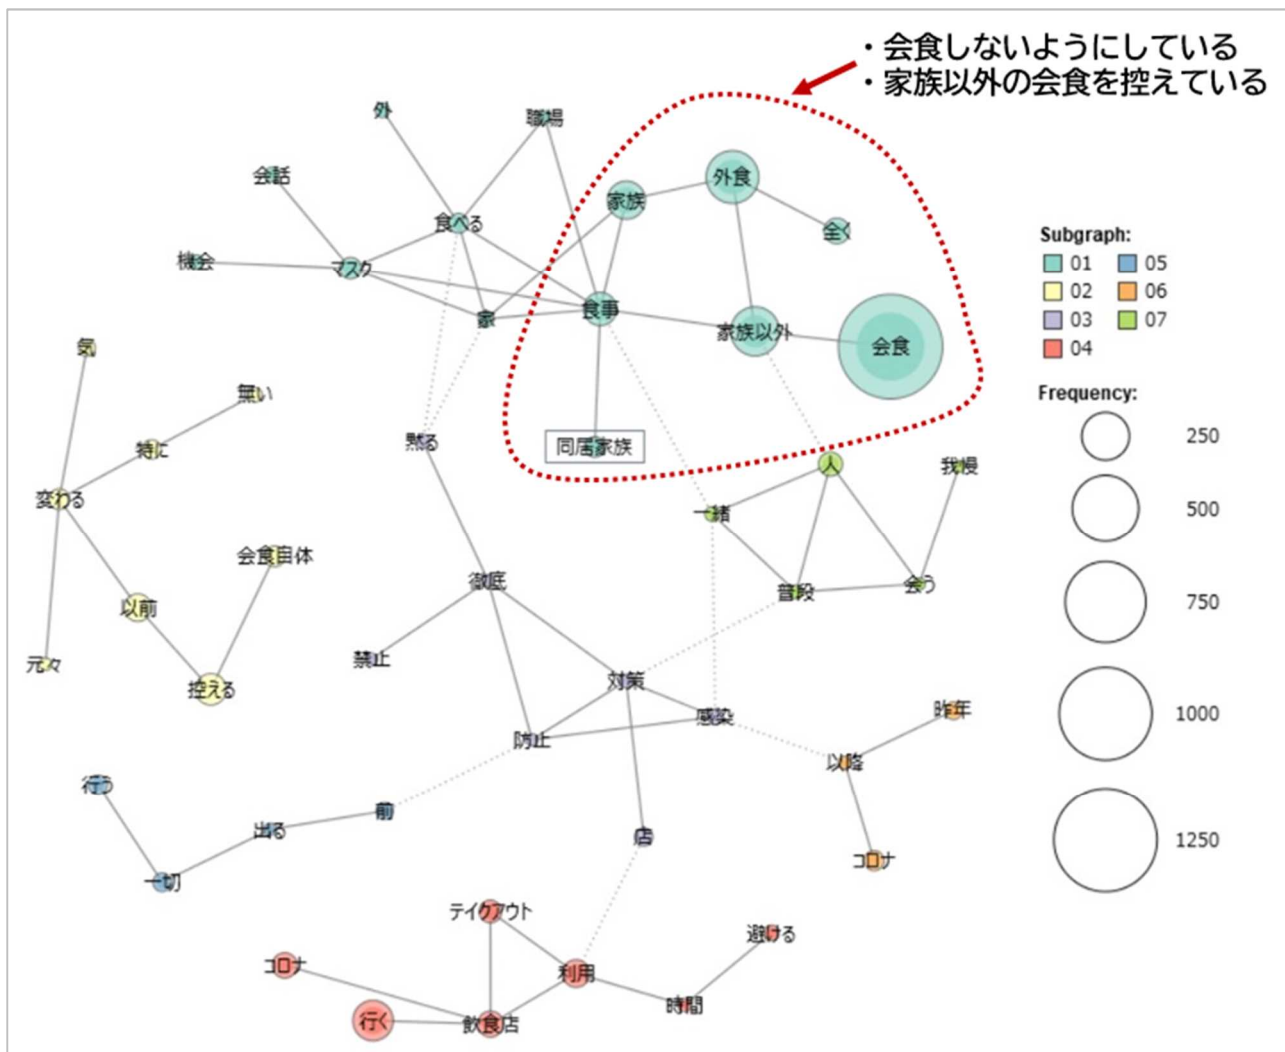 ・会食しないようにしている
・家族以外の会食を控えている
外
職場
会話
外食
家族
食べる
全く
機会
マスク
食事
家
家族以外
会食
気
無い
黙る
同居家族
特に
人
我慢
変わる
一緒
会食自体
徹底
会う
普段
以前
元々
禁止
対策
控える
感染
昨年
防止
以降
行う
前
出る
店
コロナ
一切
テイクアウト
避ける
コロナ
利用
時間
行く
飲食店
Subgraph:
01 05
02 06
03 07
04
Frequency:
250
500
750
1000
1250